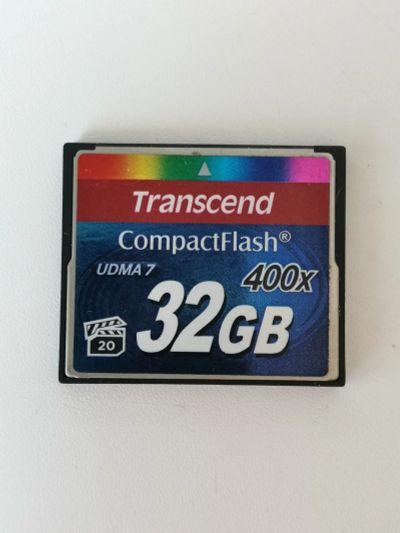 Transcend
CompactFlash®
UDMA 7
400x
32GB
20